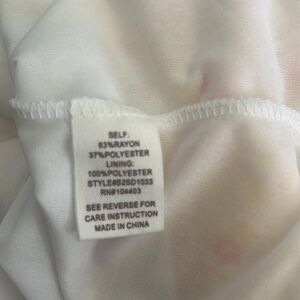 SELF:
63%RAYON
37%POLYESTER
LINING:
100%POLYESTER
STYLE#B2SD1033
RN#104403
SEE REVERSE FOR
CARE INSTRUCTION
MADE IN CHINA